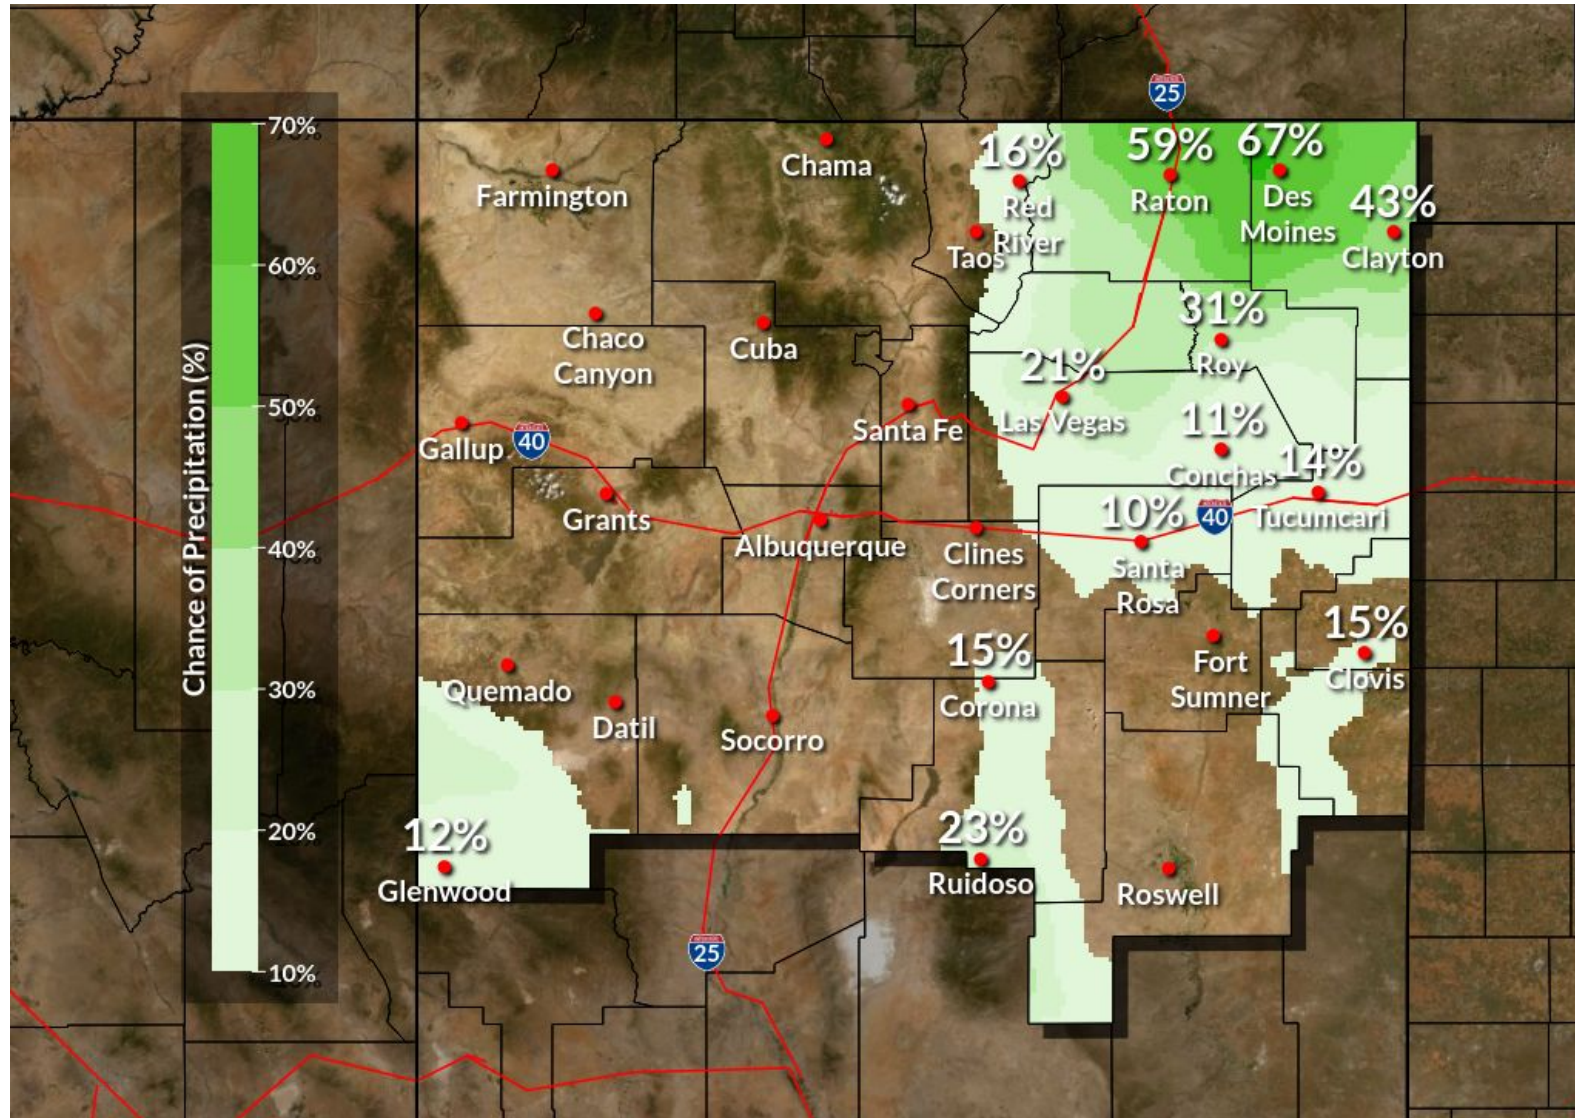 Chance of Precipitation (%)
70%
60%
50%
40%
30%
20%
10%
25
Farmington
Chama
16%
Red
River
Taos
59%
Raton
67%
Des
Moines
43%
Clayton
Chaco
Canyon
Cuba
31%
Roy
21%
Las Vegas
Santa Fe
Gallup
40
11%
Conchas
14%
Tucumcari
Grants
Albuquerque
Clines
Corners
10%
40
Santa
Rosa
Quemado
Datil
Socorro
15%
Corona
Fort
Sumner
15%
Clovis
12%
Glenwood
23%
Ruidoso
Roswell
25